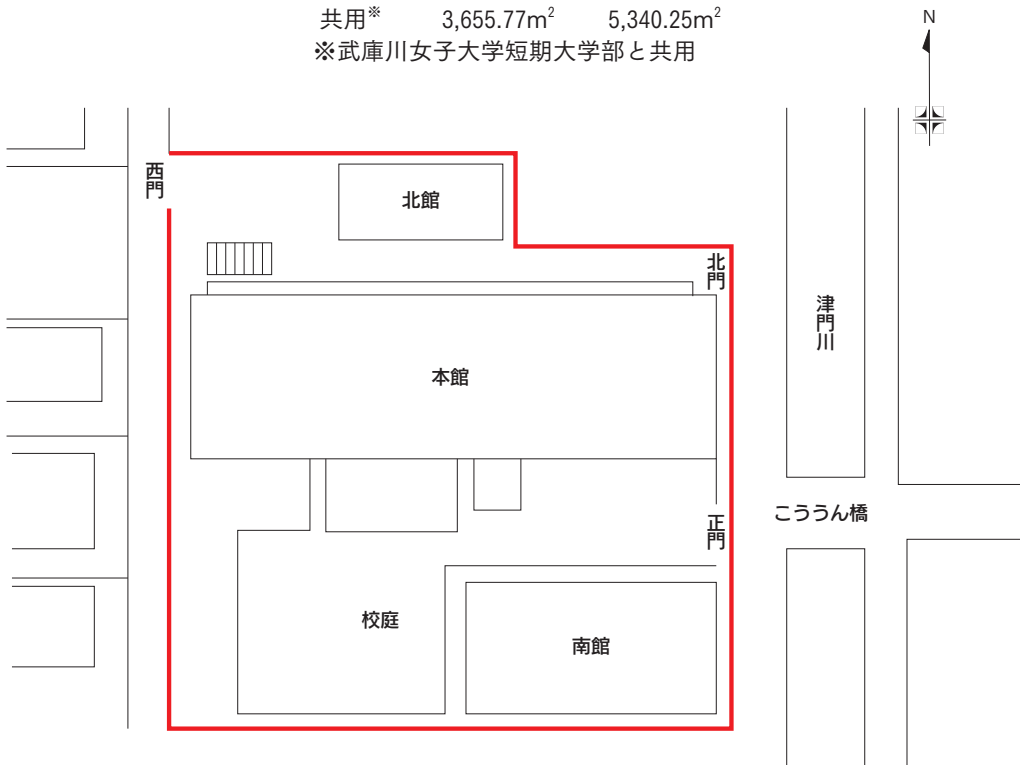 共用※ 3,655.77m² 5,340.25m²
※武庫川女子大学短期大学部と共用
N
西門
北館
北門
津門川
本館
正門
こううん橋
校庭
南館